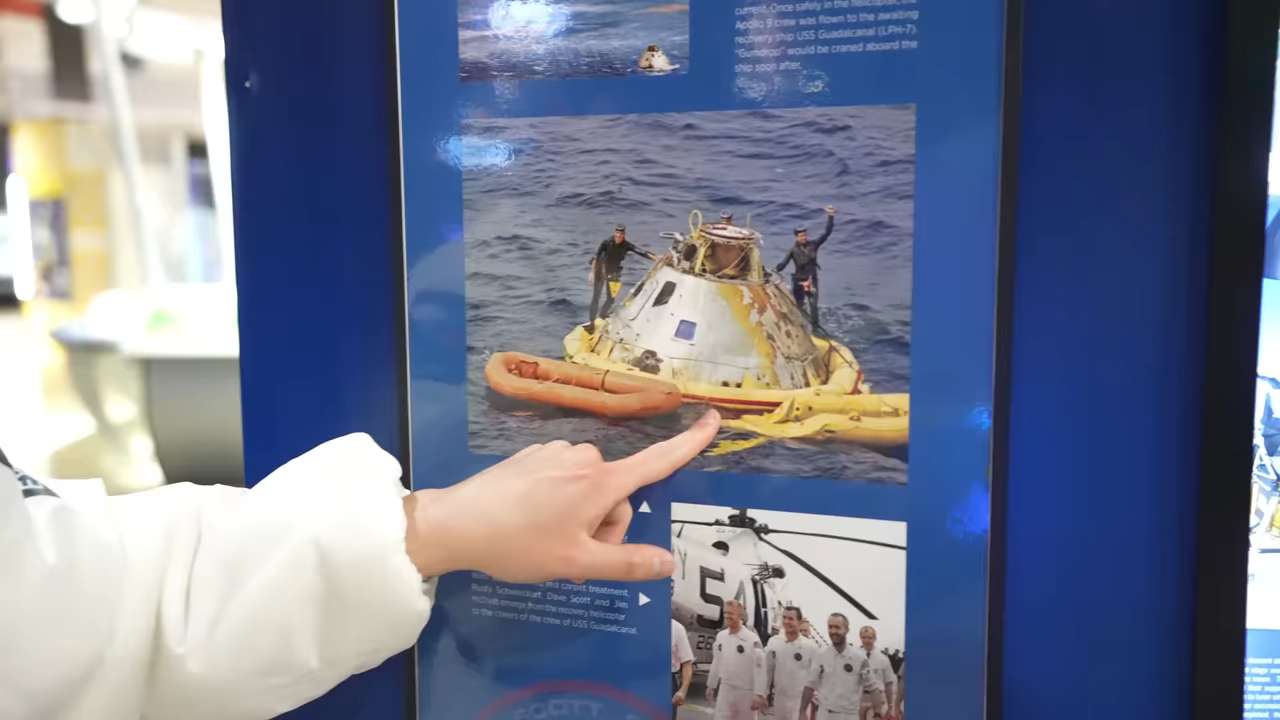 current. Once safely in the helicopter, the
Apollo 9 crew was flown to the awaiting
recovery ship USS Guadalcanal (LPH-7).
"Gumdrop" would be craned aboard the
ship soon after.
red carpet treatment,
Rusty Schweickart, Dave Scott and Jim
McDivitt emerge from the recovery helicopter
to the cheers of the crew of USS Guadalcanal.
54